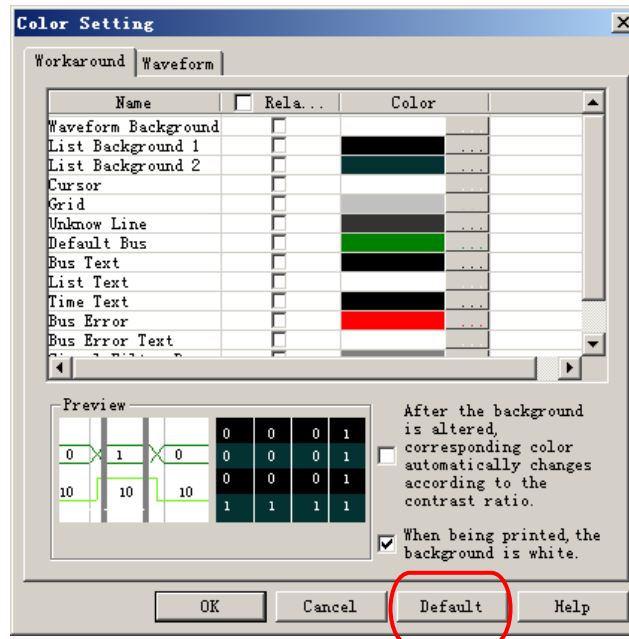 Color Setting
Workaround Waveform
Name Rela... Color
Waveform Background ...
List Background 1 ...
List Background 2 ...
Cursor ...
Grid ...
Unknow Line ...
Default Bus ...
Bus Text ...
List Text ...
Time Text ...
Bus Error ...
Bus Error Text ...
Preview
0 1 0
10 10 10
0 0 0 1
0 0 0 1
0 0 0 1
1 1 1 1
After the background
is altered,
corresponding color
automatically changes
according to the
contrast ratio.
When being printed, the
background is white.
OK Cancel Default Help